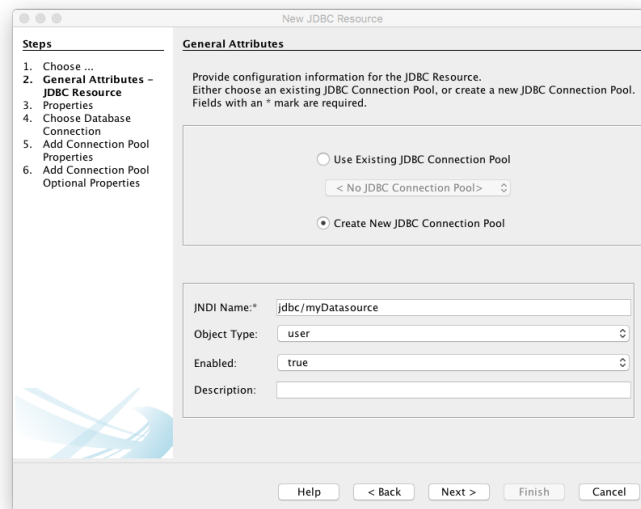 New JDBC Resource
Steps
1. Choose ...
2. General Attributes –
JDBC Resource
3. Properties
4. Choose Database
Connection
5. Add Connection Pool
Properties
6. Add Connection Pool
Optional Properties
General Attributes
Provide configuration information for the JDBC Resource.
Either choose an existing JDBC Connection Pool, or create a new JDBC Connection Pool.
Fields with an * mark are required.
Use Existing JDBC Connection Pool
< No JDBC Connection Pool>
Create New JDBC Connection Pool
JNDI Name:* jdbc/myDatasource
Object Type: user
Enabled: true
Description:
Help < Back Next > Finish Cancel